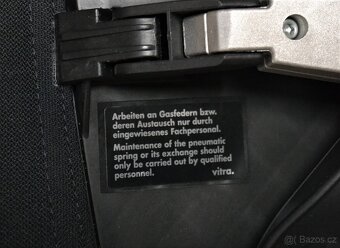 Arbeiten an Gasfedern bzw.
deren Austausch nur durch
eingewiesenes Fachpersonal.
Maintenance of the pneumatic
spring or its exchange should
only be carried out by qualified
personnel. vitra.
Bazos.cz